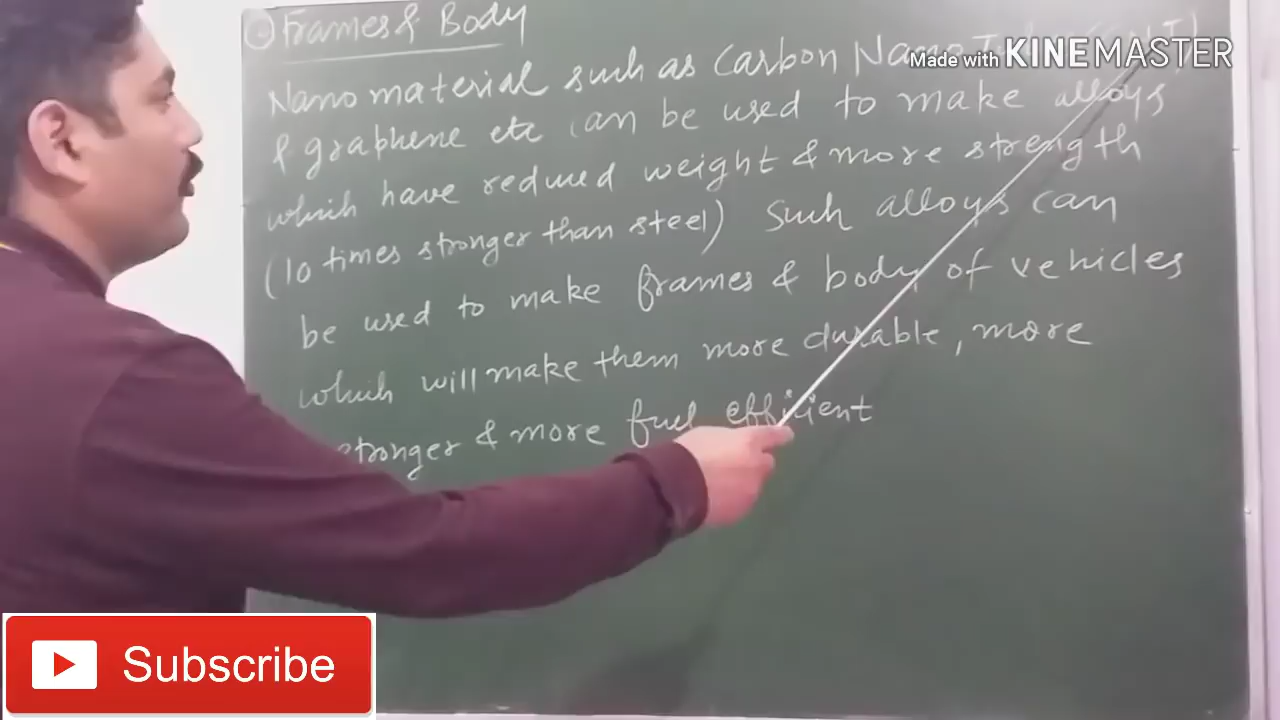 Frames & Body
Nano material such as Carbon Nano
& graphene etc can be used to make alloys
which have reduced weight & more strength
(10 times stronger than steel) Such alloys can
be used to make frames & body of vehicles
which will make them more durable, more
stronger & more fuel efficient
Made with KINEMASTER
Subscribe